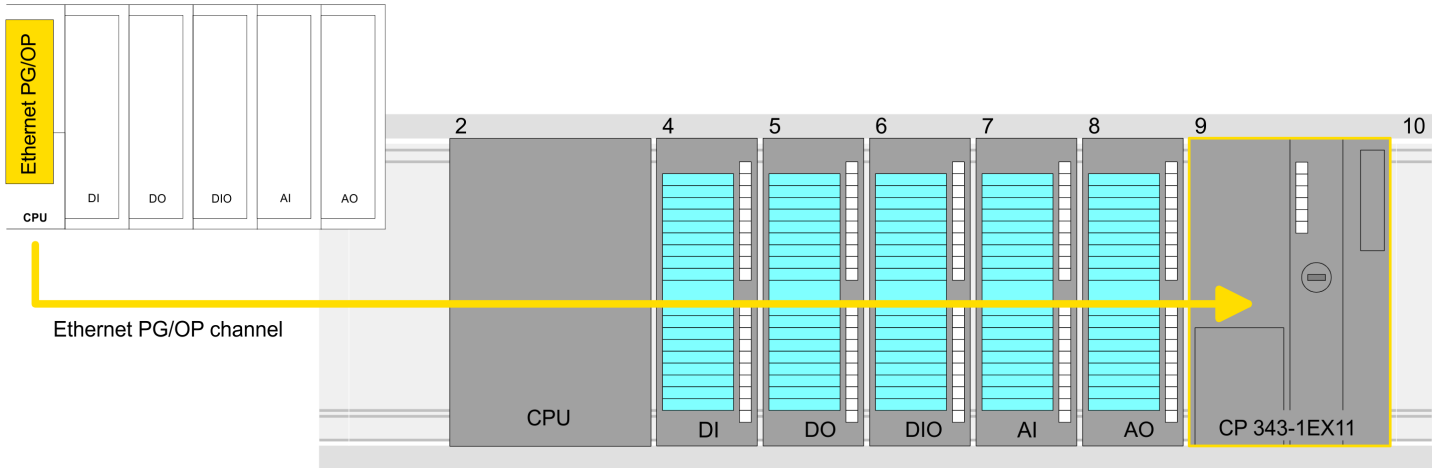 Ethernet PG/OP
CPU
DI
DO
DIO
AI
AO
2
4
5
6
7
8
9
10
Ethernet PG/OP channel
CPU
DI
DO
DIO
AI
AO
CP 343-1EX11